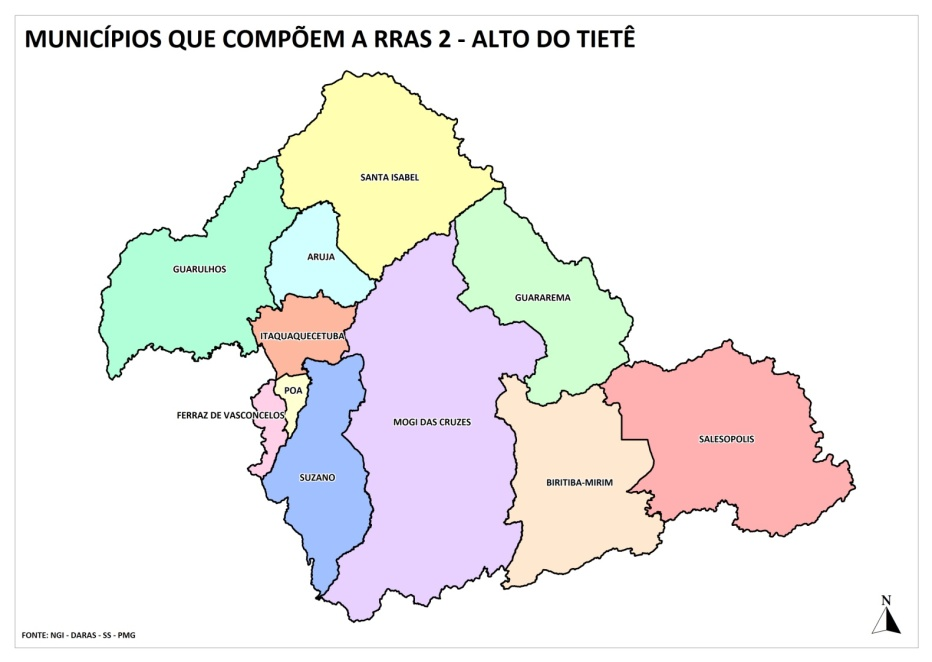 MUNICÍPIOS QUE COMPÕEM A RRAS 2 - ALTO DO TIETÊ
SANTA ISABEL
ARUJA
GUARULHOS
GUARAREMA
ITAQUAQUECETUBA
POA
FERRAZ DE VASCONCELOS
MOGI DAS CRUZES
SALESOPOLIS
SUZANO
BIRITIBA-MIRIM
N
FONTE: NGI - DARAS - SS - PMG